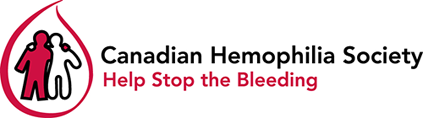 Canadian Hemophilia Society
Help Stop the Bleeding